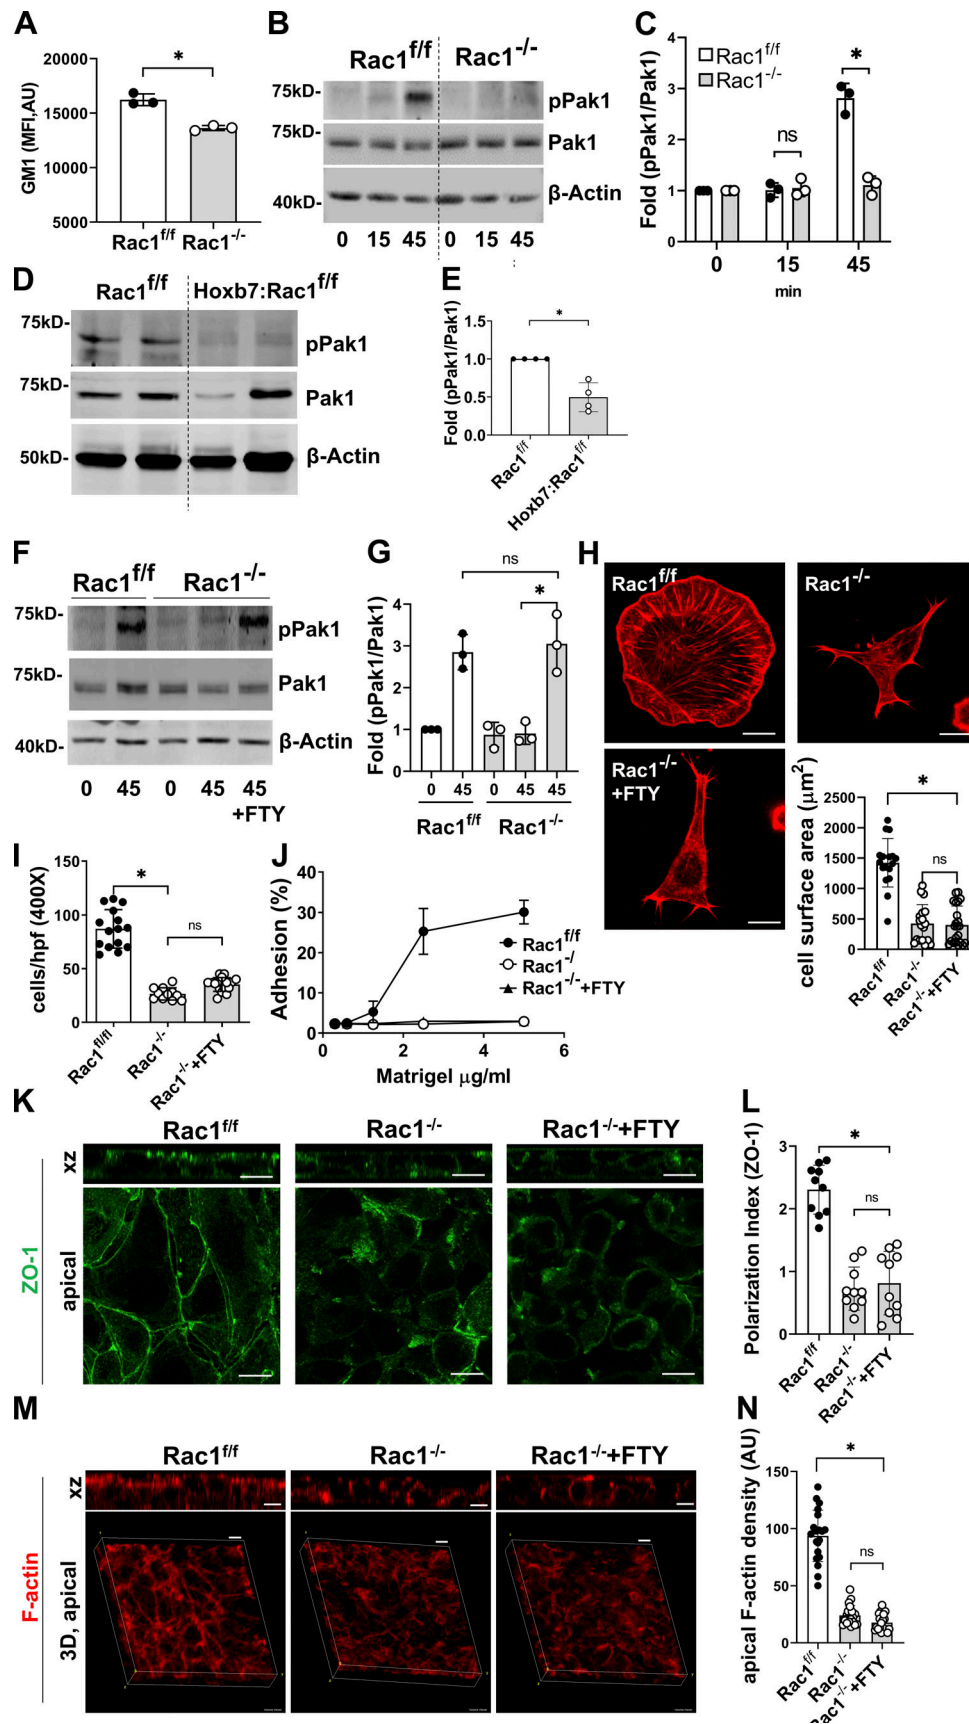 A
20000
15000
10000
5000
GM1 (MFI,AU)
*
Rac1f/f
Rac1-/-
B
Rac1f/f
Rac1-/-
75kD-
pPak1
75kD-
Pak1
40kD-
β-Actin
0 15 45 0 15 45
C
Rac1f/f
Rac1-/-
4
3
2
1
0
Fold (pPak1/Pak1)
ns
*
0 15 45
min
D
Rac1f/f
Hoxb7:Rac1f/f
75kD-
pPak1
75kD-
Pak1
50kD-
β-Actin
E
1.5
1.0
0.5
0.0
Fold (pPak1/Pak1)
*
Rac1f/f
Hoxb7:Rac1f/f
F
Rac1f/f
Rac1-/-
75kD-
pPak1
75kD-
Pak1
40kD-
β-Actin
0 45 0 45 45
+FTY
G
4
3
2
1
0
Fold (pPak1/Pak1)
ns
*
0 45 0 45 45
Rac1f/f
Rac1-/-
H
Rac1f/f
Rac1-/-
Rac1-/-
+FTY
cell surface area (μm2)
2500
2000
1500
1000
500
0
*
ns
Rac1f/f
Rac1-/-
Rac1-/-+FTY
I
cells/hpf (400X)
150
100
50
0
*
ns
Rac1fl/fl
Rac1-/-
Rac1-/-+FTY
J
Adhesion (%)
40
30
20
10
0
Rac1f/f
Rac1-/
Rac1-/-+FTY
0 2 4 6
Matrigel μg/ml
K
Rac1f/f
Rac1-/-
Rac1-/-+FTY
xz
apical
ZO-1
L
Polarization Index (ZO-1)
3
2
1
0
*
ns
Rac1f/f
Rac1-/-
Rac1-/-+FTY
M
Rac1f/f
Rac1-/-
Rac1-/-+FTY
xz
3D, apical
F-actin
N
apical F-actin density (AU)
150
100
50
0
*
ns
Rac1f/f
Rac1-/-
Rac1-/-+FTY